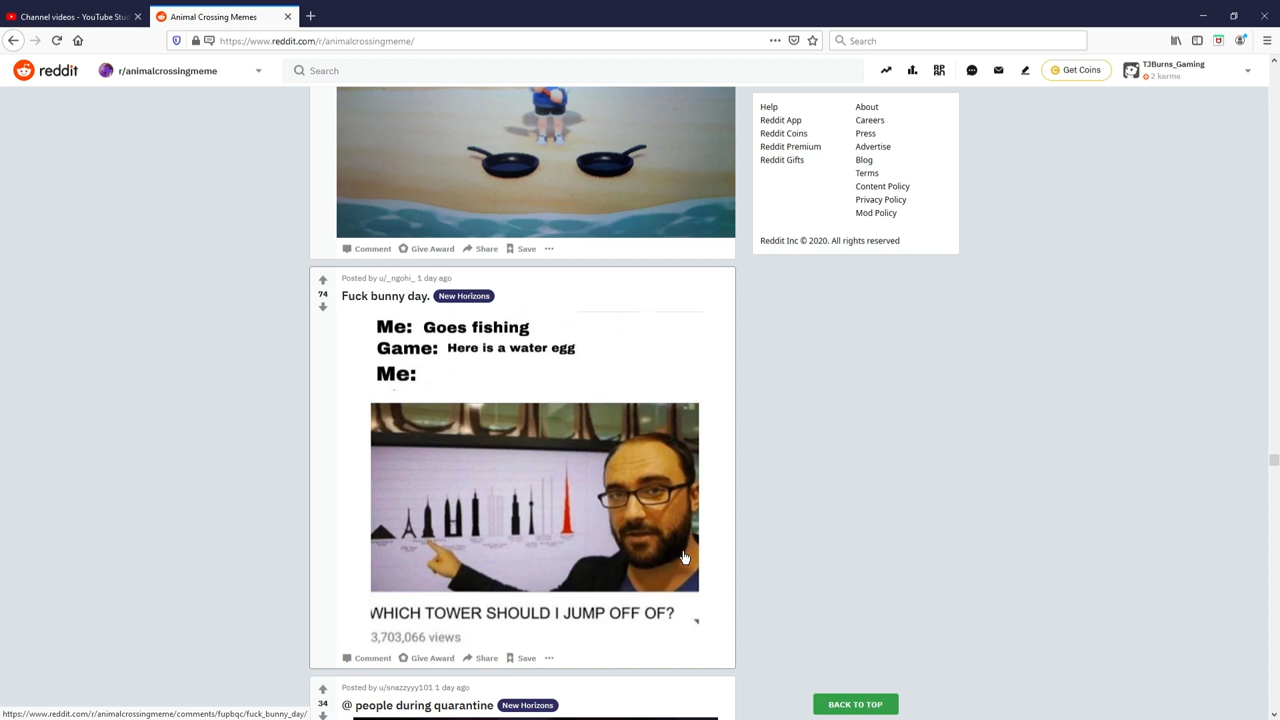 Channel videos - YouTube Stu
Animal Crossing Memes
https://www.reddit.com/r/animalcrossingmeme/
Search
reddit
r/animalcrossingmeme
Search
Get Coins
TJBurns_Gaming
2 karma
Help
About
Reddit App
Careers
Reddit Coins
Press
Reddit Premium
Advertise
Reddit Gifts
Blog
Terms
Content Policy
Privacy Policy
Mod Policy
Reddit Inc © 2020. All rights reserved
Comment Give Award Share Save
Posted by u/_ngohi_ 1 day ago
74
Fuck bunny day. New Horizons
Me: Goes fishing
Game: Here is a water egg
Me:
WHICH TOWER SHOULD I JUMP OFF OF?
3,703,066 views
Comment Give Award Share Save
Posted by u/snazzyyy101 1 day ago
34
@ people during quarantine New Horizons
BACK TO TOP
https://www.reddit.com/r/animalcrossingmeme/comments/fupbqc/fuck_bunny_day/